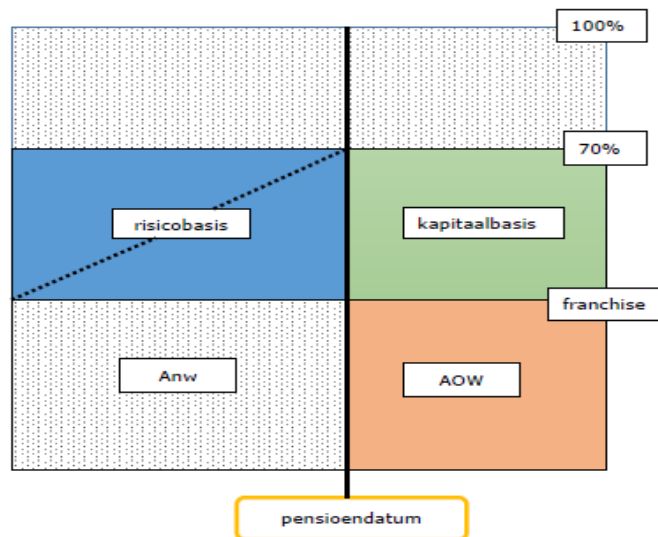 100%
70%
risicobasis
kapitaalbasis
franchise
Anw
AOW
pensioendatum